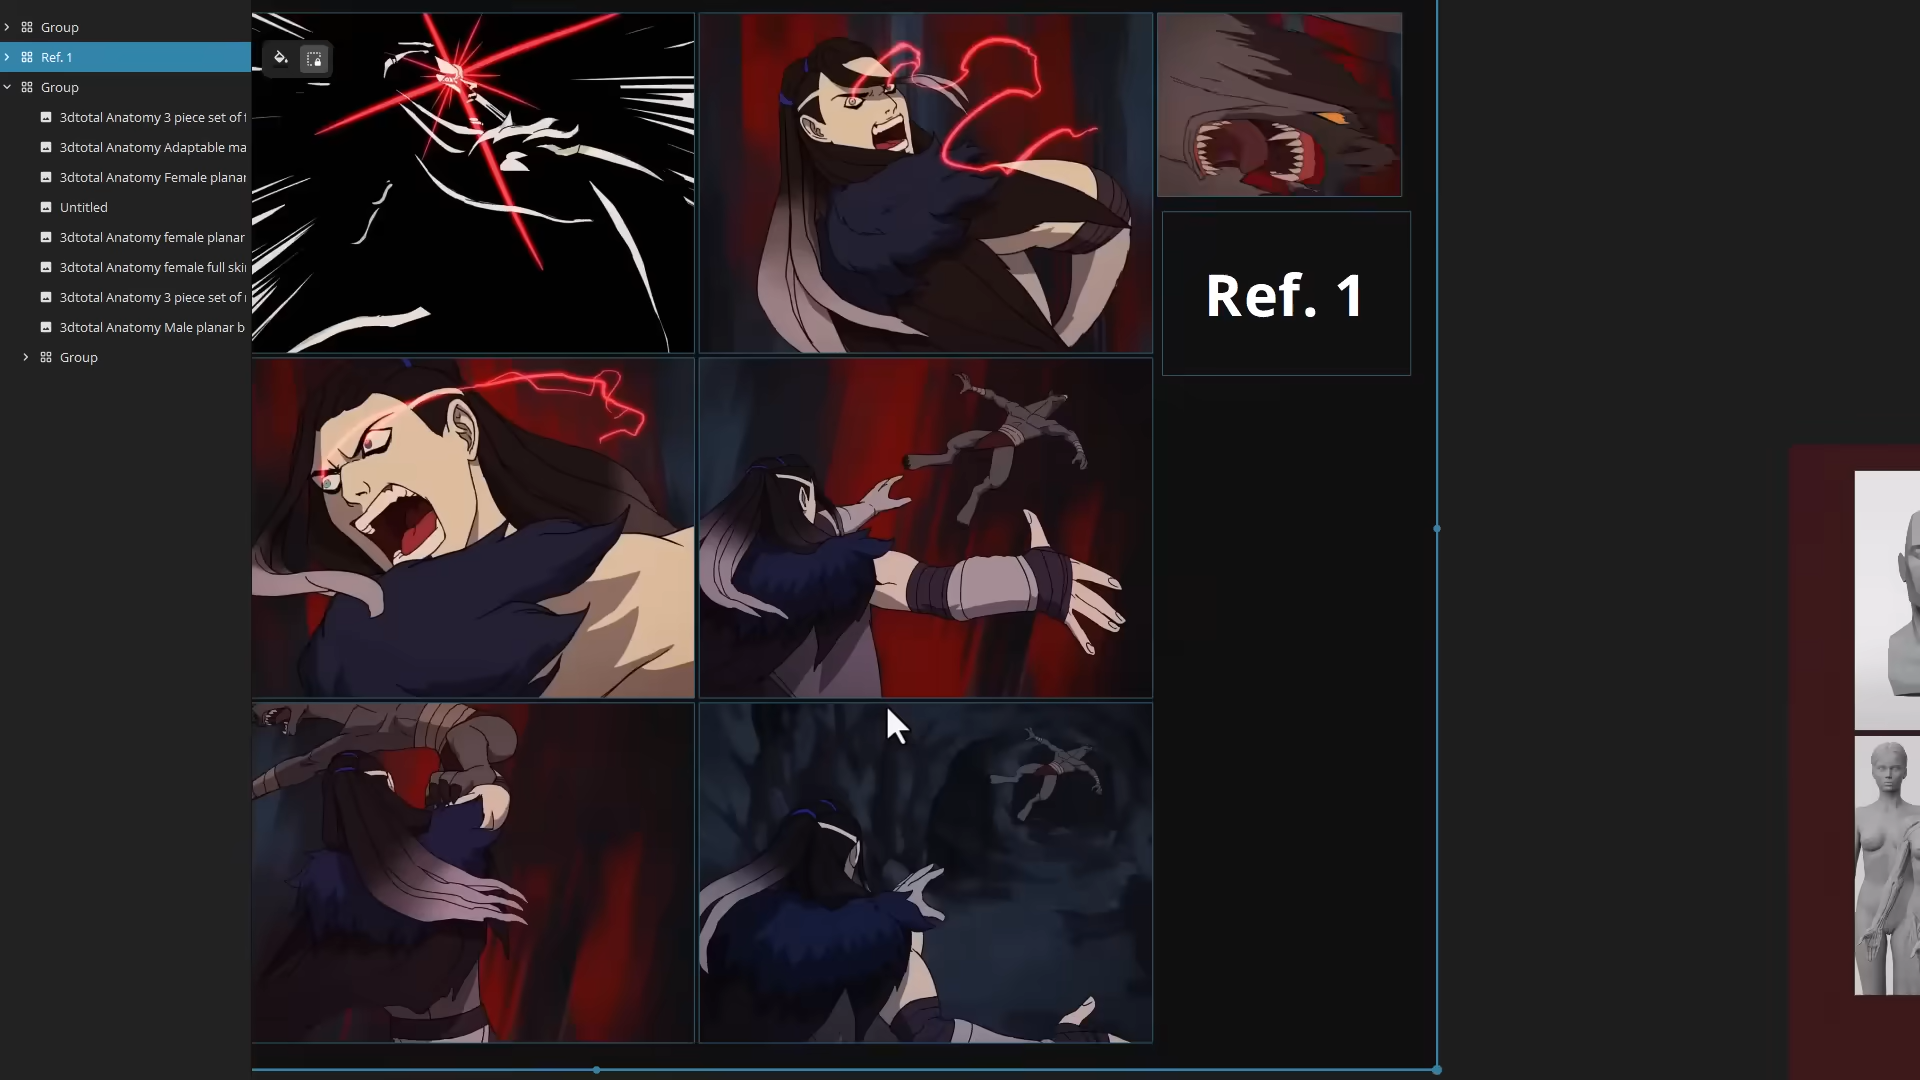 Group
Ref. 1
Group
3dtotal Anatomy 3 piece set of
3dtotal Anatomy Adaptable ma
3dtotal Anatomy Female planar
Untitled
3dtotal Anatomy female planar
3dtotal Anatomy female full ski
3dtotal Anatomy 3 piece set of
3dtotal Anatomy Male planar b
Group
Ref. 1